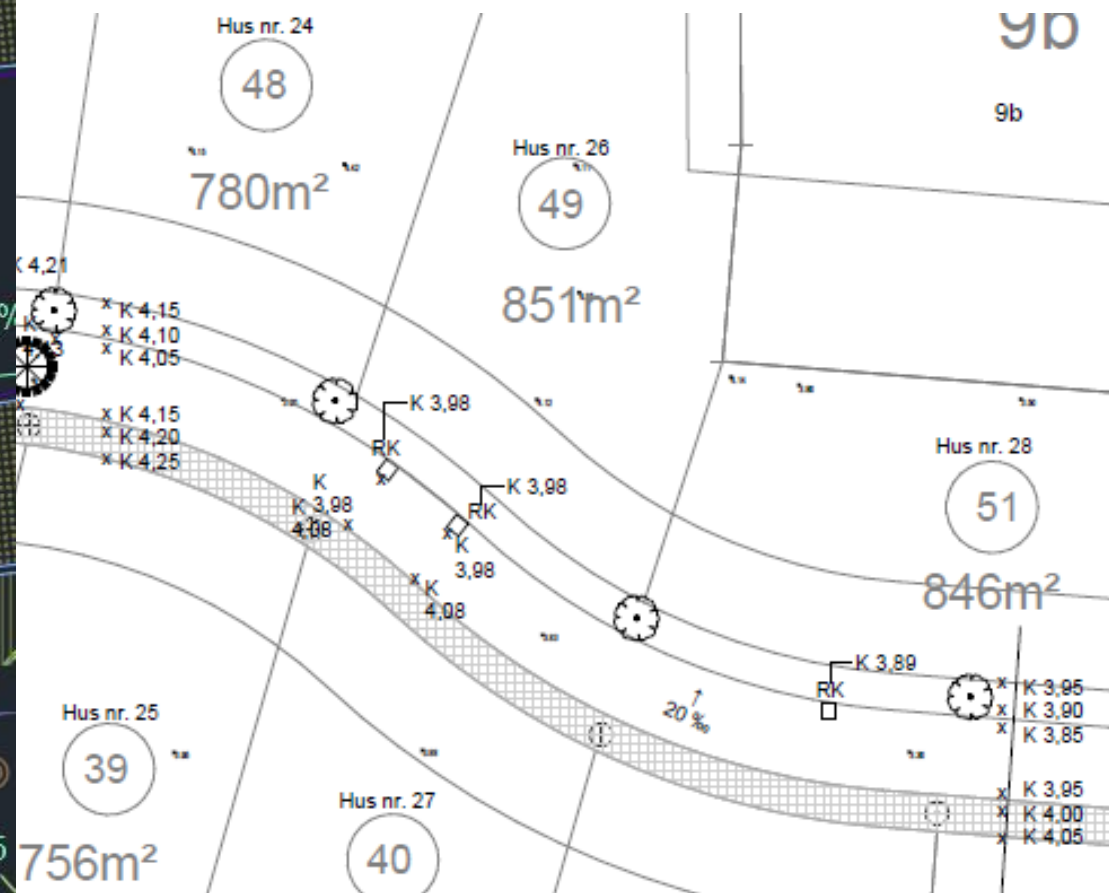 Hus nr. 24
48
780m²
Hus nr. 26
49
851m²
9b
9b
K 4,21
K 4,15
K 4,10
K 4,05
K 4,15
K 4,20
K 4,25
K 3,98
RK
K 3,98
RK
K
3,98
K
4,08
K
3,98
K
4,08
Hus nr. 28
51
846m²
K 3,89
RK
20 ‰
K 3,95
K 3,90
K 3,85
K 3,95
K 4,00
K 4,05
Hus nr. 25
39
756m²
Hus nr. 27
40